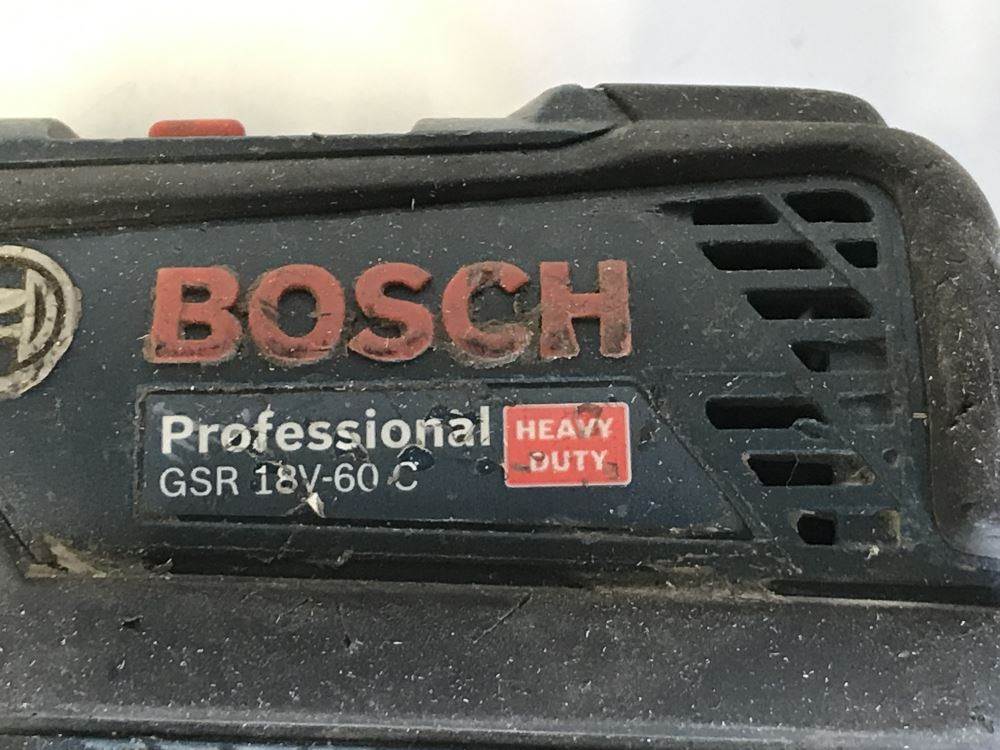 BOSCH
Professional
GSR 18V-60 C
HEAVY
DUTY